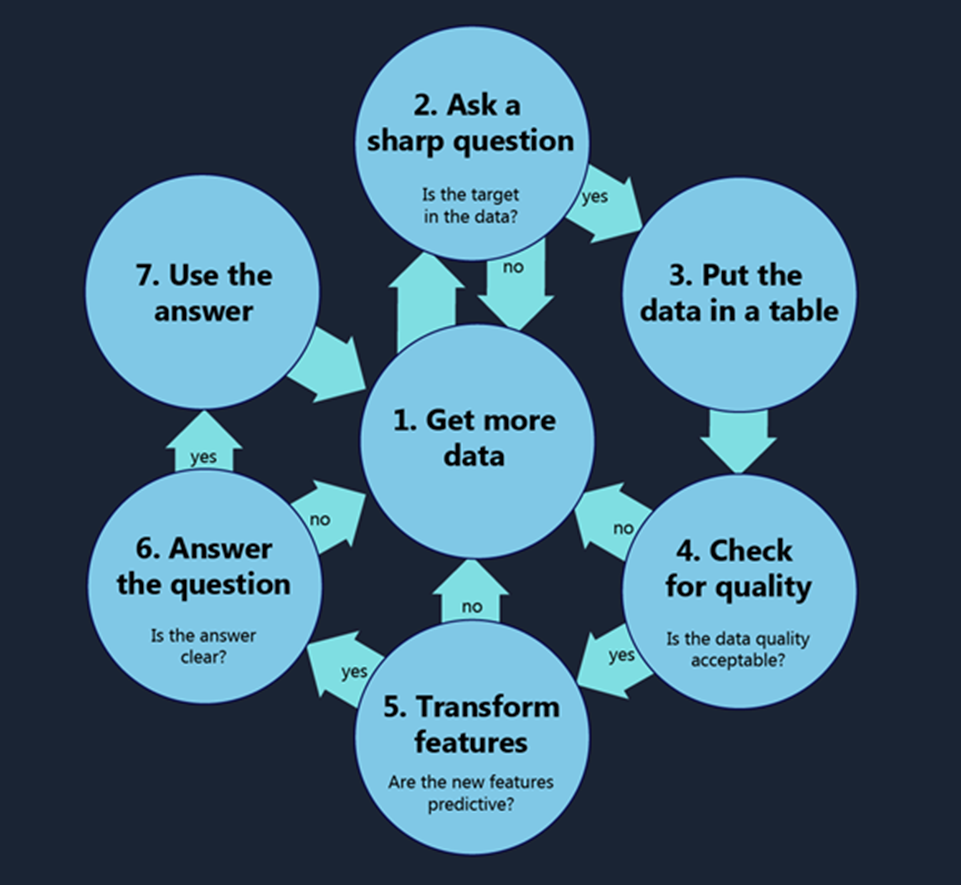 1. Get more
data
2. Ask a
sharp question
Is the target
in the data?
yes
no
3. Put the
data in a table
4. Check
for quality
Is the data quality
acceptable?
no
yes
5. Transform
features
Are the new features
predictive?
no
yes
6. Answer
the question
Is the answer
clear?
no
yes
7. Use the
answer